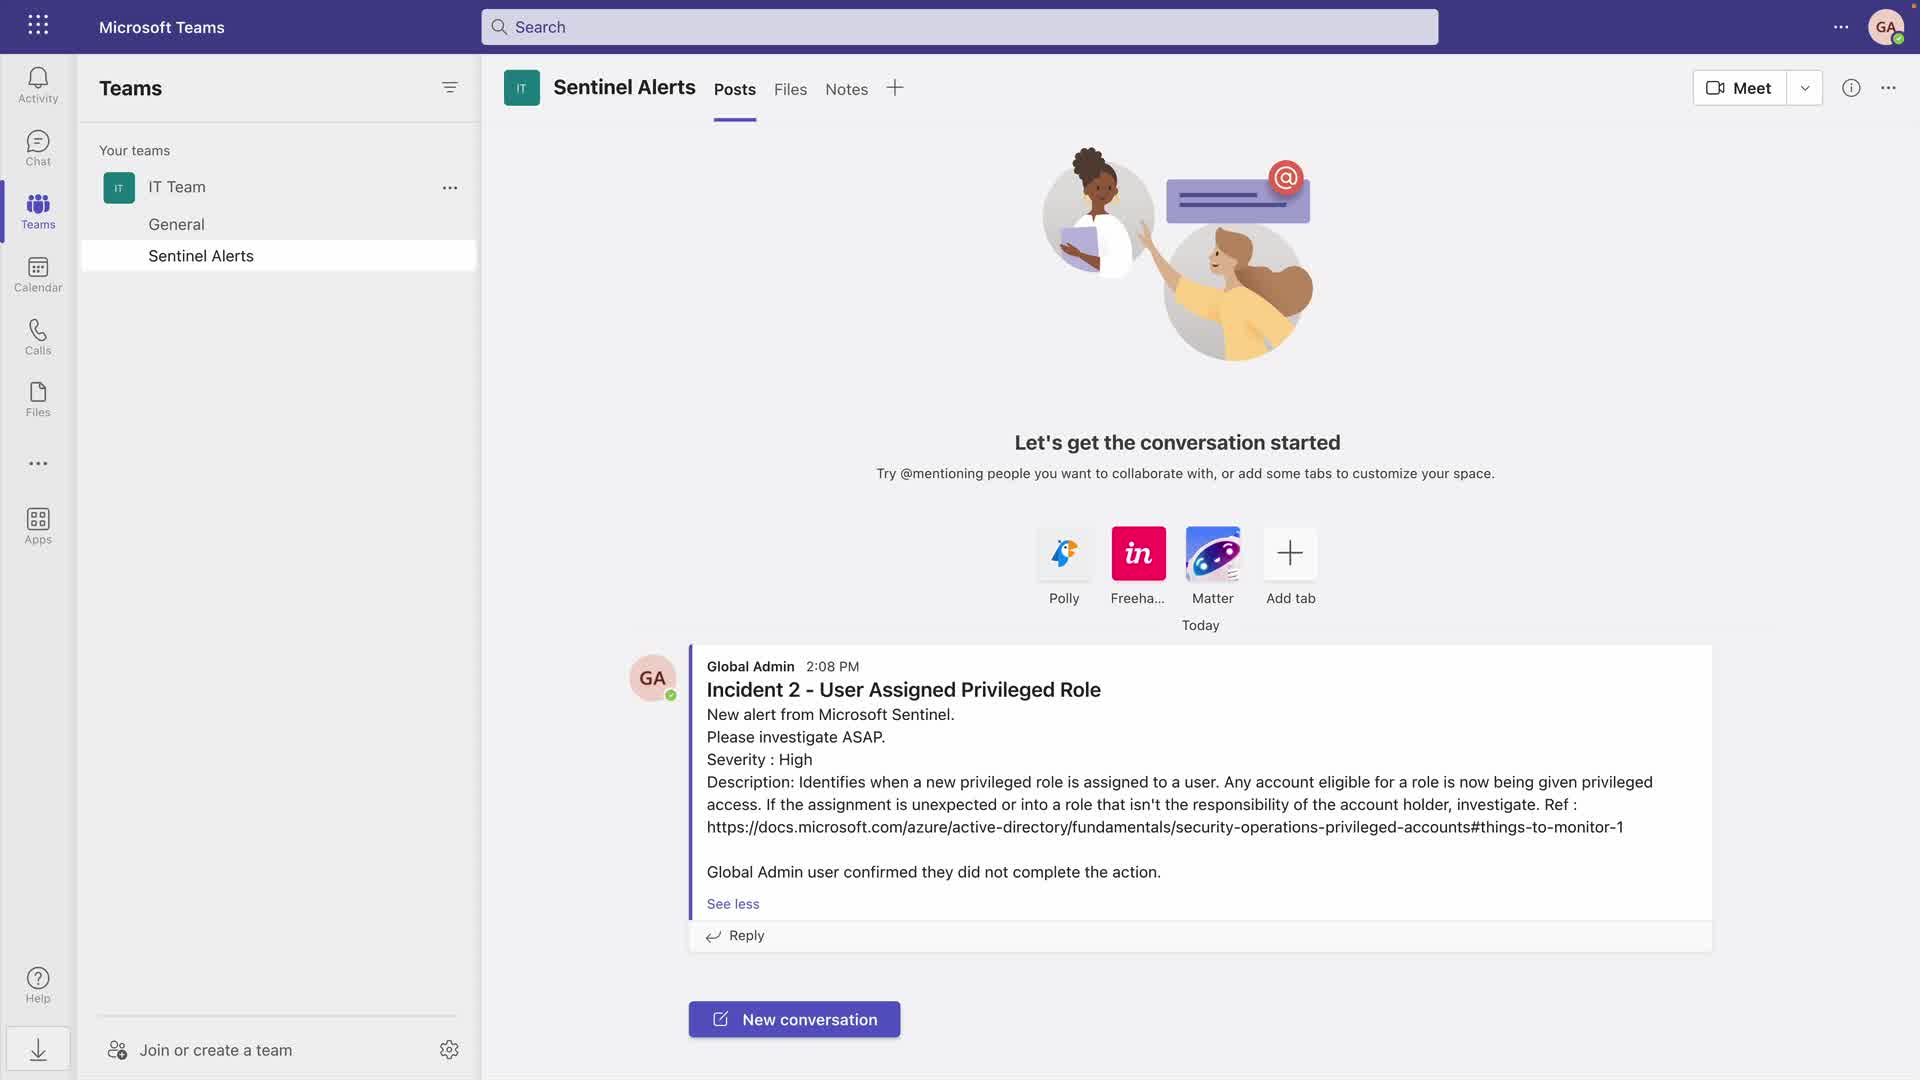 Microsoft Teams
Search
GA
Activity
Chat
Teams
Calendar
Calls
Files
Apps
Help
Teams
Your teams
IT
IT Team
General
Sentinel Alerts
Join or create a team
IT
Sentinel Alerts
Posts
Files
Notes
Meet
@
Let's get the conversation started
Try @mentioning people you want to collaborate with, or add some tabs to customize your space.
in
Polly
Freeha...
Matter
Add tab
Today
GA
Global Admin 2:08 PM
Incident 2 - User Assigned Privileged Role
New alert from Microsoft Sentinel.
Please investigate ASAP.
Severity : High
Description: Identifies when a new privileged role is assigned to a user. Any account eligible for a role is now being given privileged
access. If the assignment is unexpected or into a role that isn't the responsibility of the account holder, investigate. Ref :
https://docs.microsoft.com/azure/active-directory/fundamentals/security-operations-privileged-accounts#things-to-monitor-1
Global Admin user confirmed they did not complete the action.
See less
Reply
New conversation